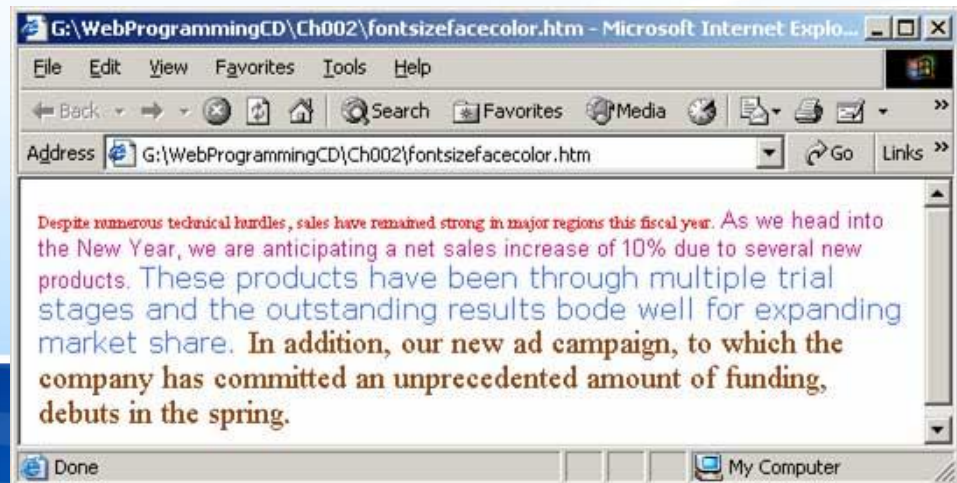 G:\WebProgrammingCD\Ch002\fontsizefacecolor.htm - Microsoft Internet Explo...
File Edit View Favorites Tools Help
Back Search Favorites Media »
Address G:\WebProgrammingCD\Ch002\fontsizefacecolor.htm Go Links »
Despite numerous technical hurdles, sales have remained strong in major regions this fiscal year. As we head into
the New Year, we are anticipating a net sales increase of 10% due to several new
products. These products have been through multiple trial
stages and the outstanding results bode well for expanding
market share. In addition, our new ad campaign, to which the
company has committed an unprecedented amount of funding,
debuts in the spring.
Done My Computer